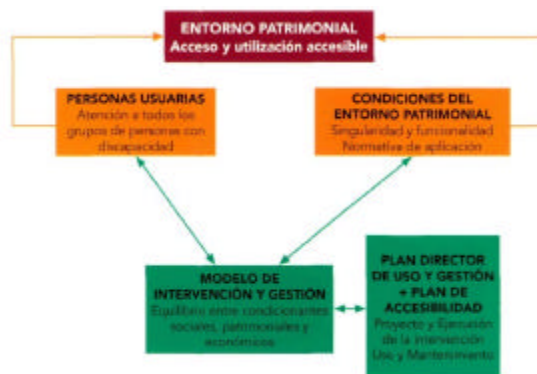 ENTORNO PATRIMONIAL
Acceso y utilización accesible
PERSONAS USUARIAS
Atención a todos los
grupos de personas con
discapacidad
CONDICIONES DEL
ENTORNO PATRIMONIAL
Singularidad y funcionalidad
Normativa de aplicación
MODELO DE
INTERVENCIÓN Y GESTIÓN
Equilibrio entre condicionantes
sociales, patrimoniales y
económicos
PLAN DIRECTOR
DE USO Y GESTIÓN
+ PLAN DE
ACCESIBILIDAD
Proyecto y Ejecución
de la intervención
Uso y Mantenimiento